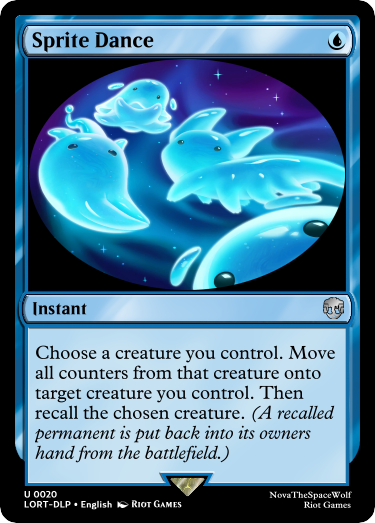 Sprite Dance
Instant
Choose a creature you control. Move
all counters from that creature onto
target creature you control. Then
recall the chosen creature. (A recalled
permanent is put back into its owners
hand from the battlefield.)
U 0020
LORT-DLP • English Riot Games
NovaTheSpaceWolf
Riot Games